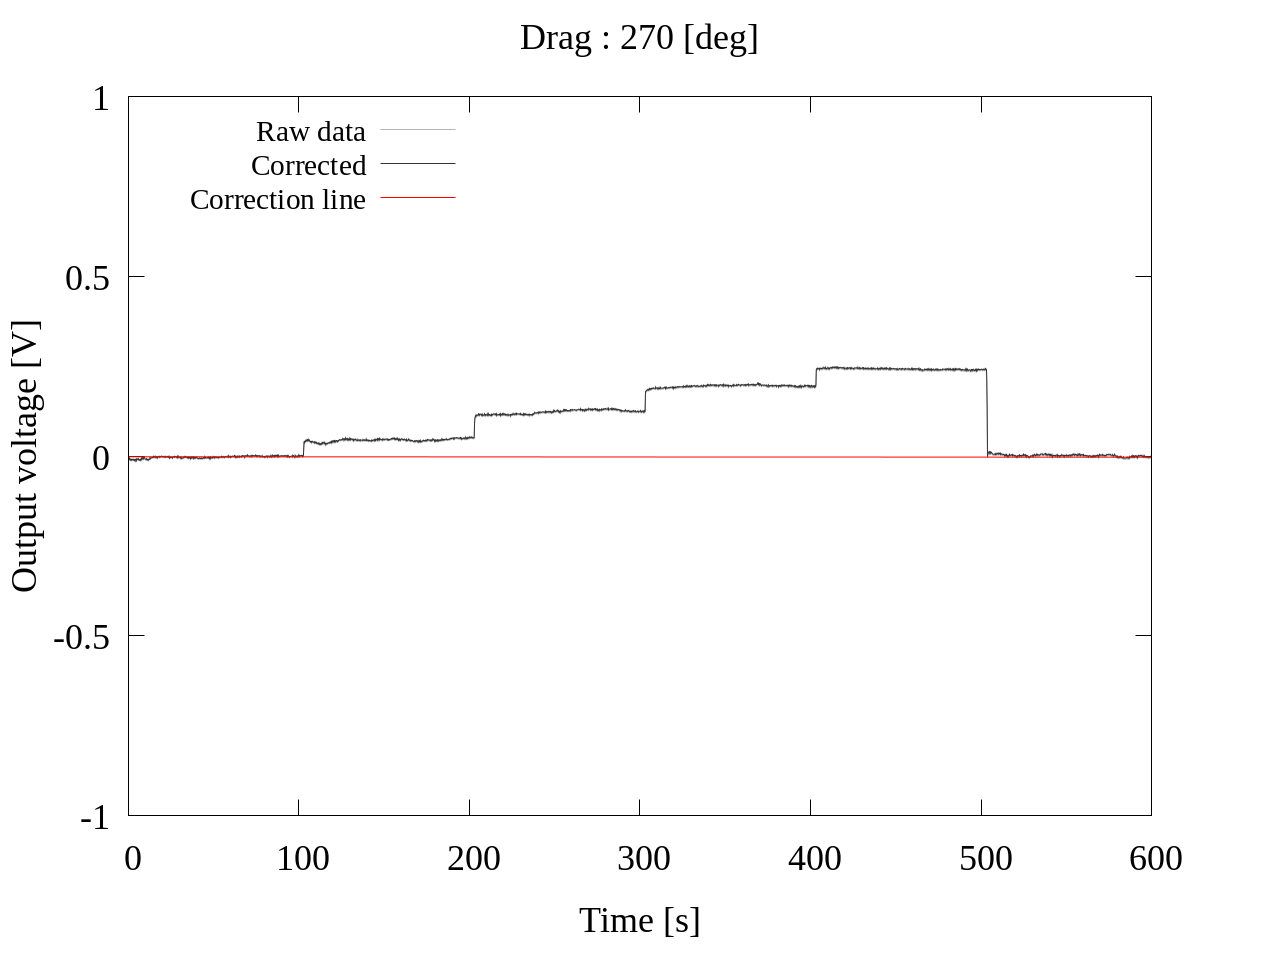 Drag : 270 [deg]
1
0.5
0
-0.5
-1
Output voltage [V]
Raw data
Corrected
Correction line
0 100 200 300 400 500 600
Time [s]